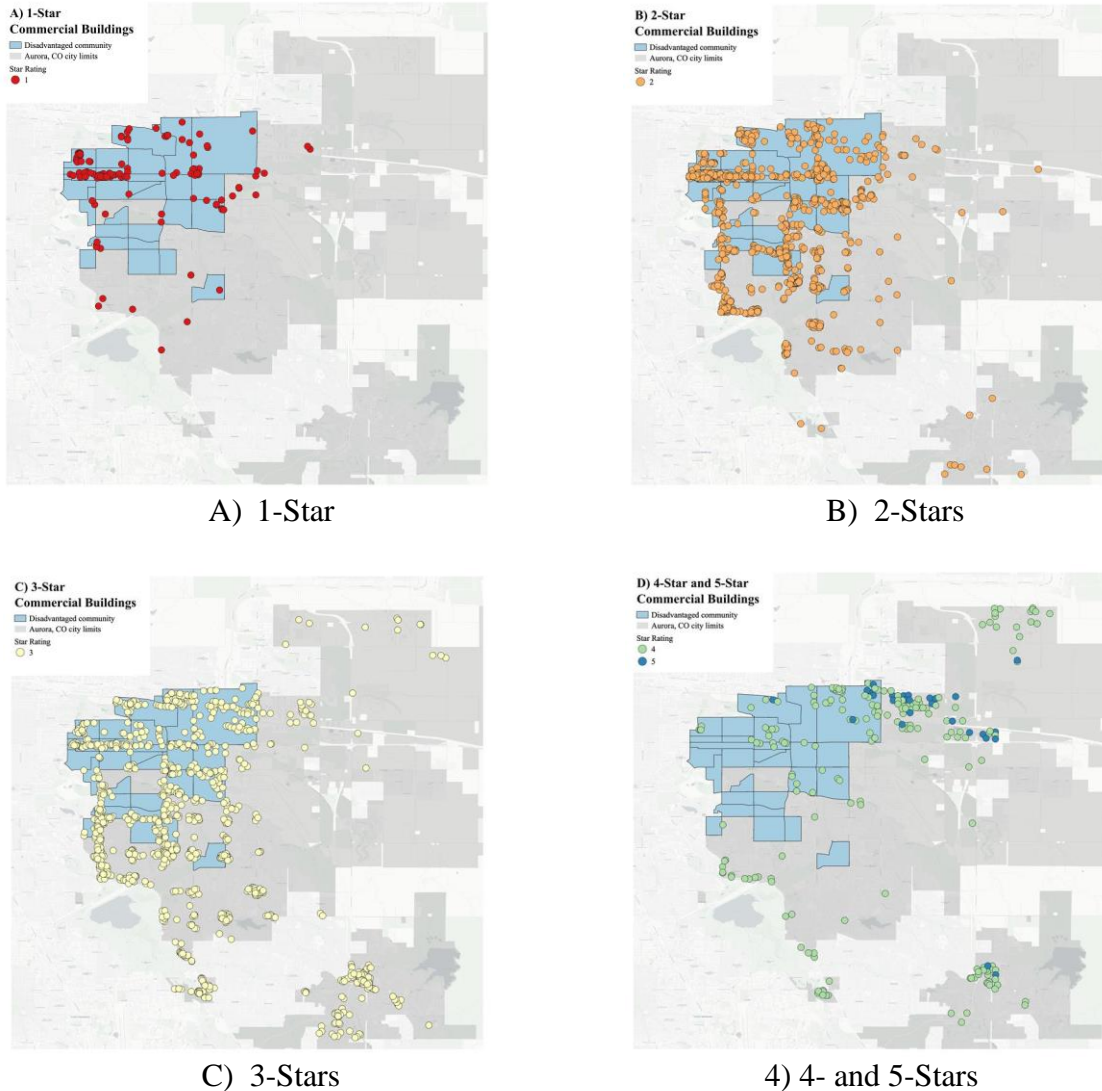 A) 1-Star
Commercial Buildings
Disadvantaged community
Aurora, CO city limits
Star Rating
1
A) 1-Star
B) 2-Star
Commercial Buildings
Disadvantaged community
Aurora, CO city limits
Star Rating
2
B) 2-Stars
C) 3-Star
Commercial Buildings
Disadvantaged community
Aurora, CO city limits
Star Rating
3
C) 3-Stars
D) 4-Star and 5-Star
Commercial Buildings
Disadvantaged community
Aurora, CO city limits
Star Rating
4
5
4) 4- and 5-Stars